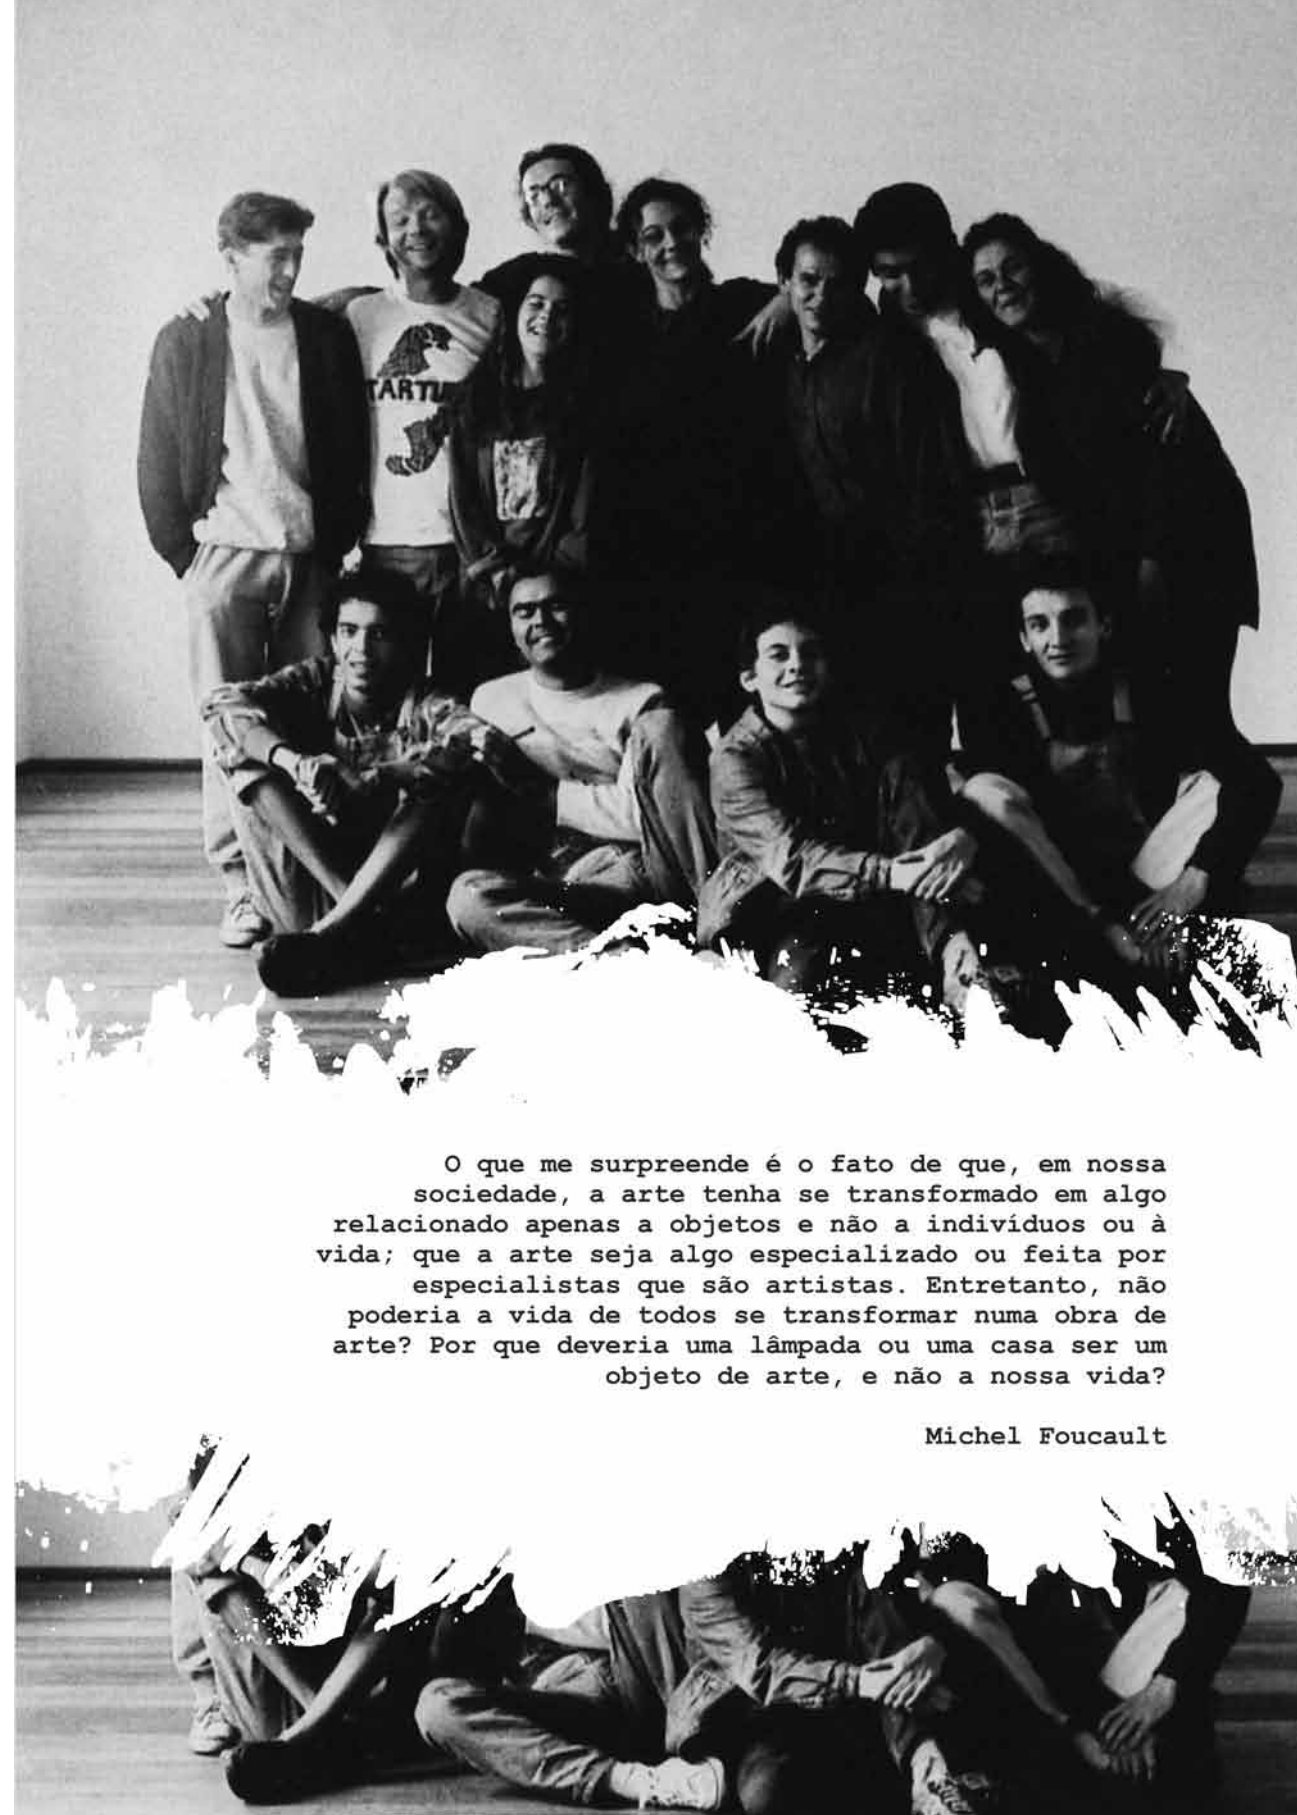 TARTU
O que me surpreende é o fato de que, em nossa
sociedade, a arte tenha se transformado em algo
relacionado apenas a objetos e não a indivíduos ou à
vida; que a arte seja algo especializado ou feita por
especialistas que são artistas. Entretanto, não
poderia a vida de todos se transformar numa obra de
arte? Por que deveria uma lâmpada ou uma casa ser um
objeto de arte, e não a nossa vida?
Michel Foucault